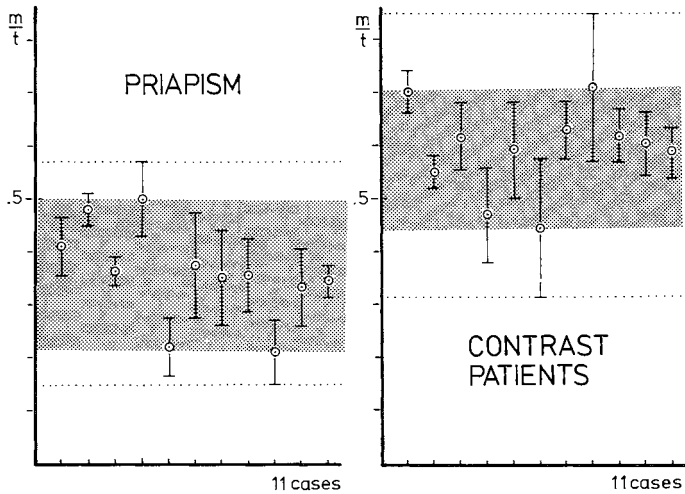 m
t
PRIAPISM
.5
11 cases
m
t
.5
CONTRAST
PATIENTS
11 cases